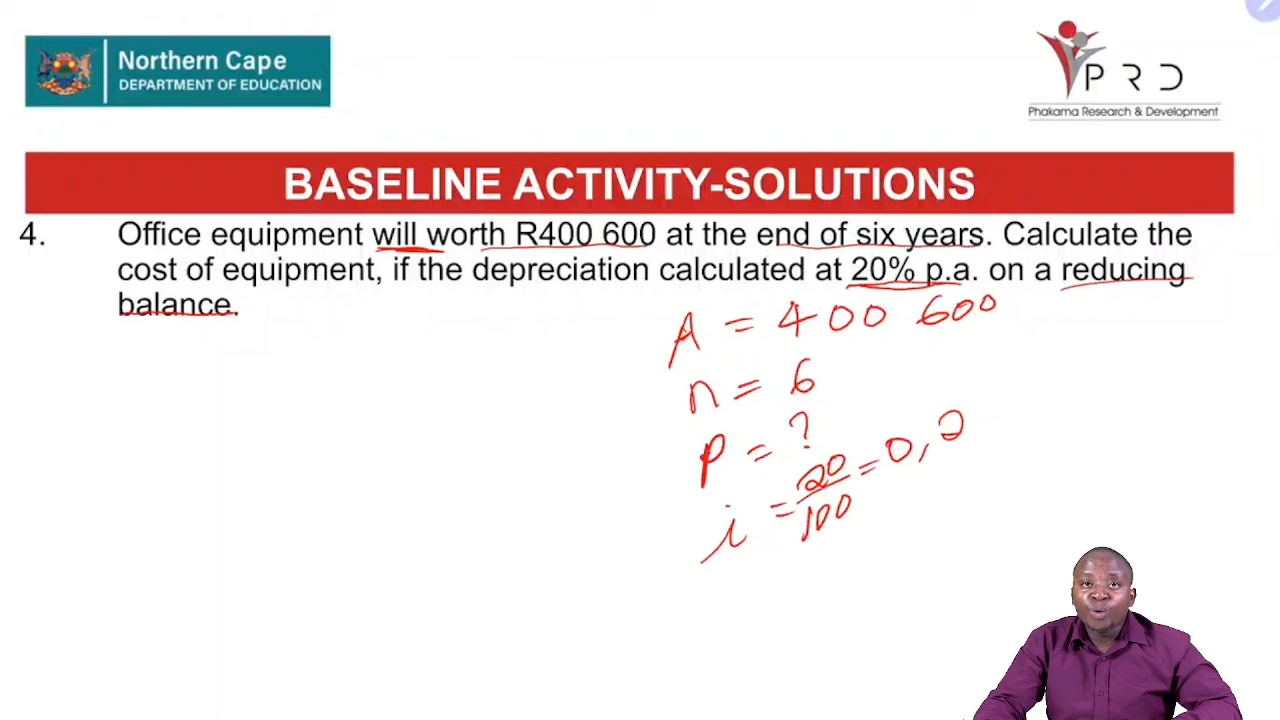 Northern Cape
DEPARTMENT OF EDUCATION
PRD
Phakama Research & Development
BASELINE ACTIVITY-SOLUTIONS
4. Office equipment will worth R400 600 at the end of six years. Calculate the
cost of equipment, if the depreciation calculated at 20% p.a. on a reducing
balance.
A = 400 600
n = 6
P = ?
i = 20/100 = 0,2